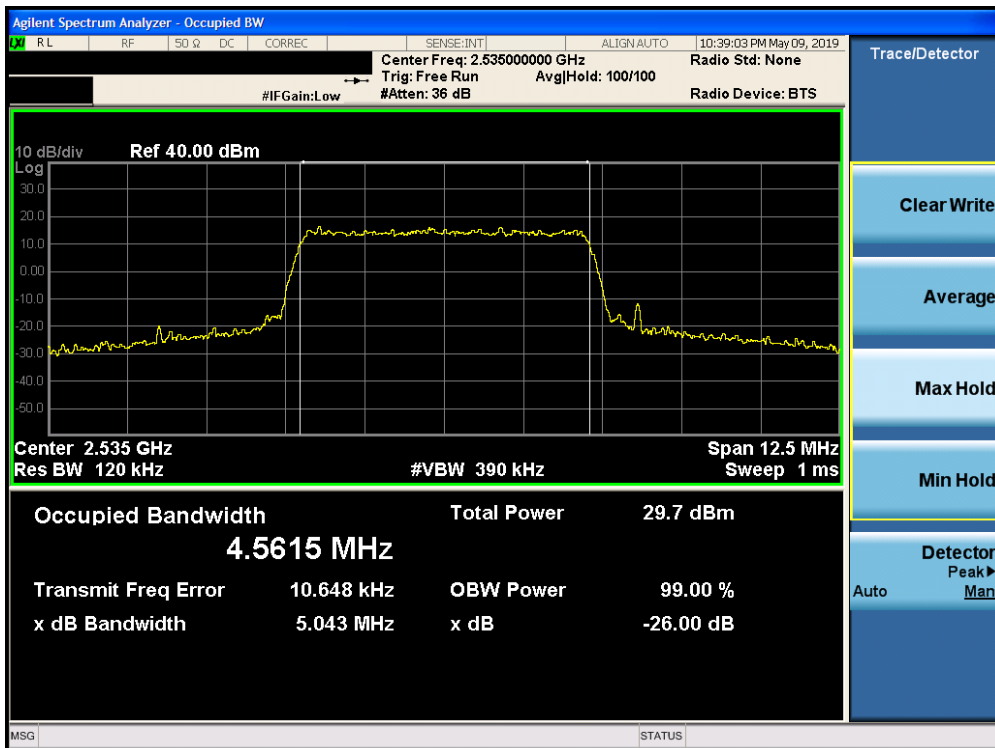 Agilent Spectrum Analyzer - Occupied BW
LXI RL RF 50 Ω DC CORREC SENSE:INT ALIGN AUTO 10:39:03 PM May 09, 2019
Center Freq: 2.535000000 GHz Radio Std: None
Trig: Free Run Avg|Hold: 100/100
#IFGain:Low #Atten: 36 dB Radio Device: BTS
10 dB/div Ref 40.00 dBm
Log
30.0
20.0
10.0
0.00
-10.0
-20.0
-30.0
-40.0
-50.0
Center 2.535 GHz Span 12.5 MHz
Res BW 120 kHz #VBW 390 kHz Sweep 1 ms
Occupied Bandwidth Total Power 29.7 dBm
4.5615 MHz
Transmit Freq Error 10.648 kHz OBW Power 99.00 %
x dB Bandwidth 5.043 MHz x dB -26.00 dB
MSG STATUS
Trace/Detector
Clear Write
Average
Max Hold
Min Hold
Detector
Peak▶
Auto Man